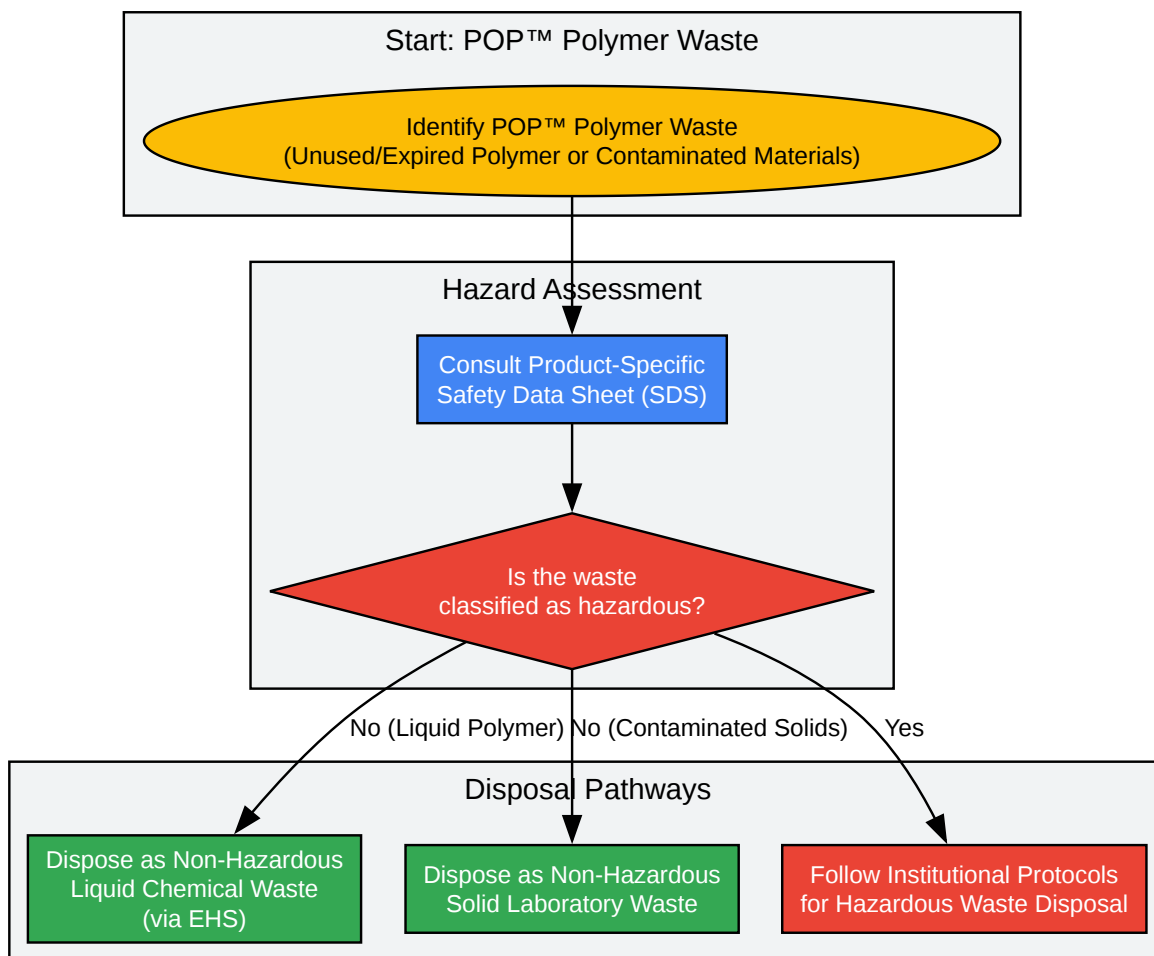 Start: POP™ Polymer Waste
Identify POP™ Polymer Waste
(Unused/Expired Polymer or Contaminated Materials)
Hazard Assessment
Consult Product-Specific
Safety Data Sheet (SDS)
Is the waste
classified as hazardous?
No (Liquid Polymer)
No (Contaminated Solids)
Yes
Disposal Pathways
Dispose as Non-Hazardous
Liquid Chemical Waste
(via EHS)
Dispose as Non-Hazardous
Solid Laboratory Waste
Follow Institutional Protocols
for Hazardous Waste Disposal